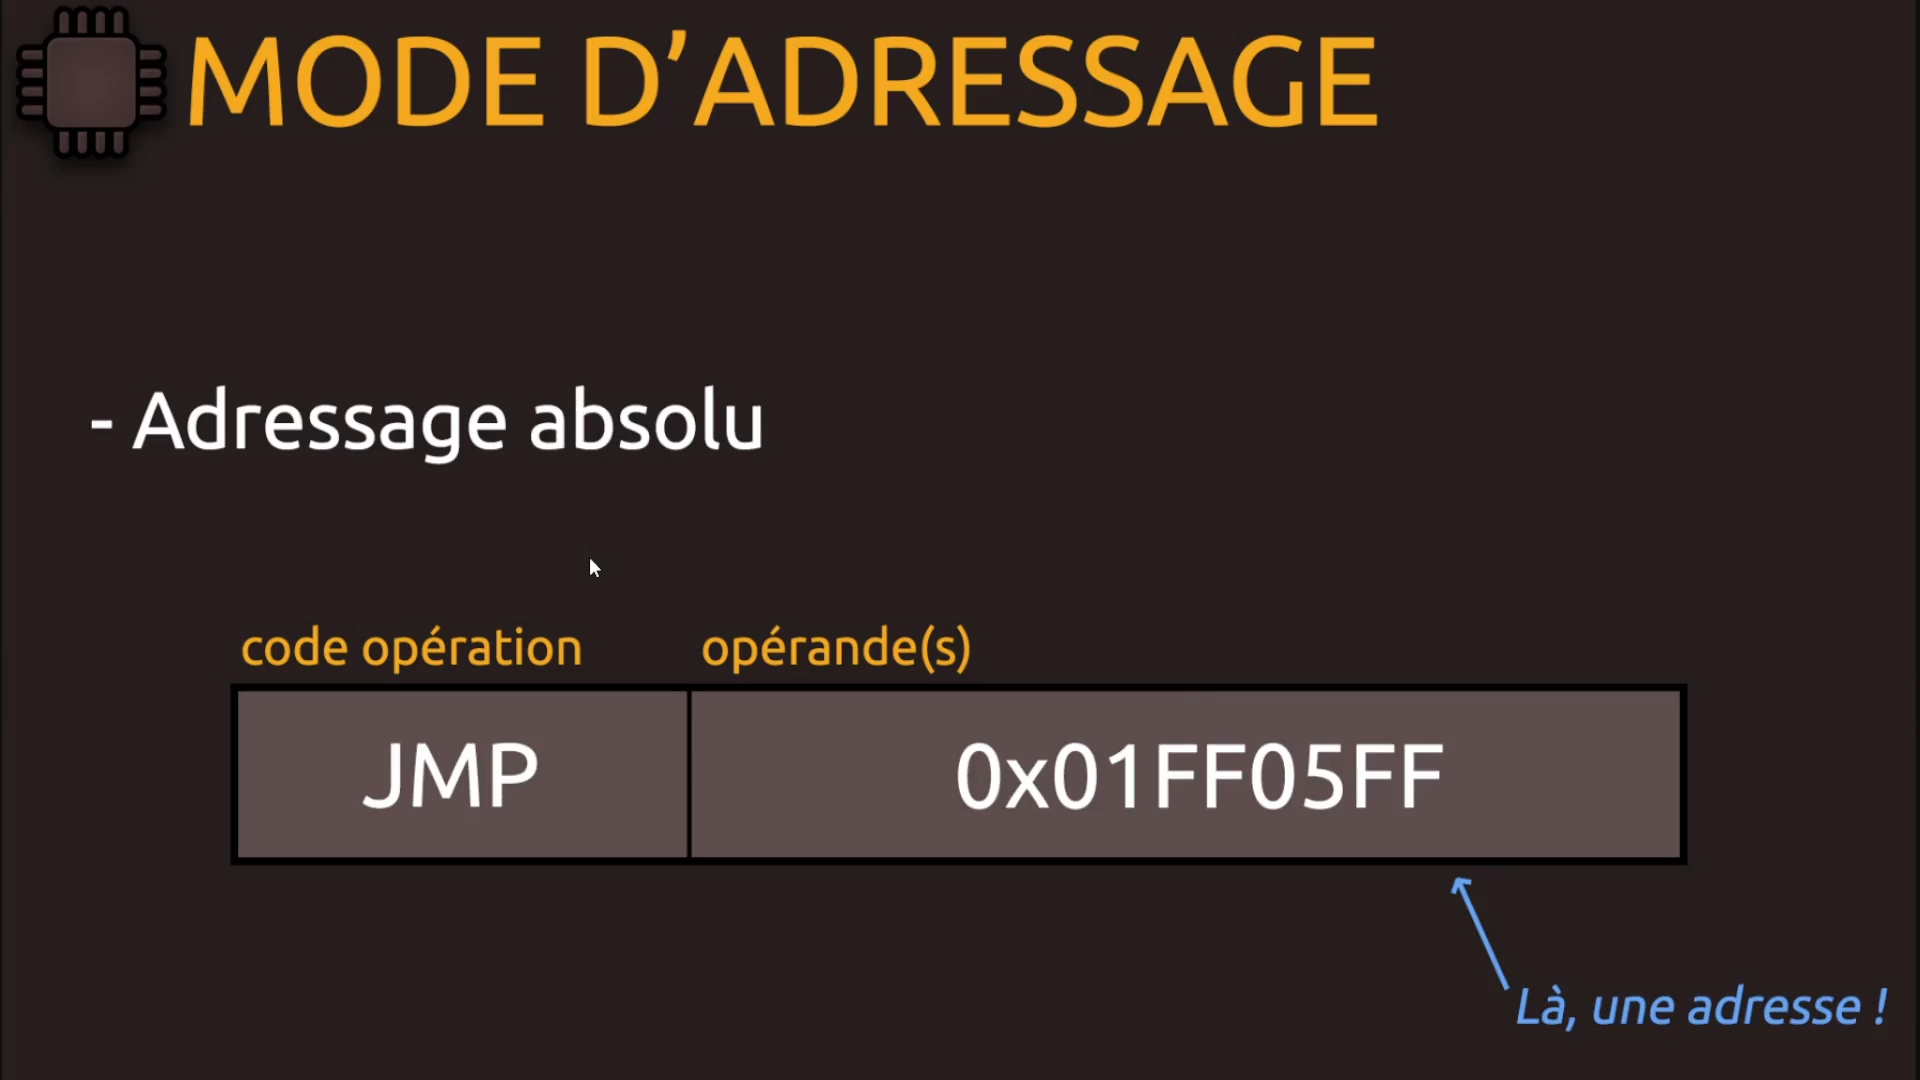 MODE D’ADRESSAGE
- Adressage absolu
code opération opérande(s)
JMP 0x01FF05FF
Là, une adresse !